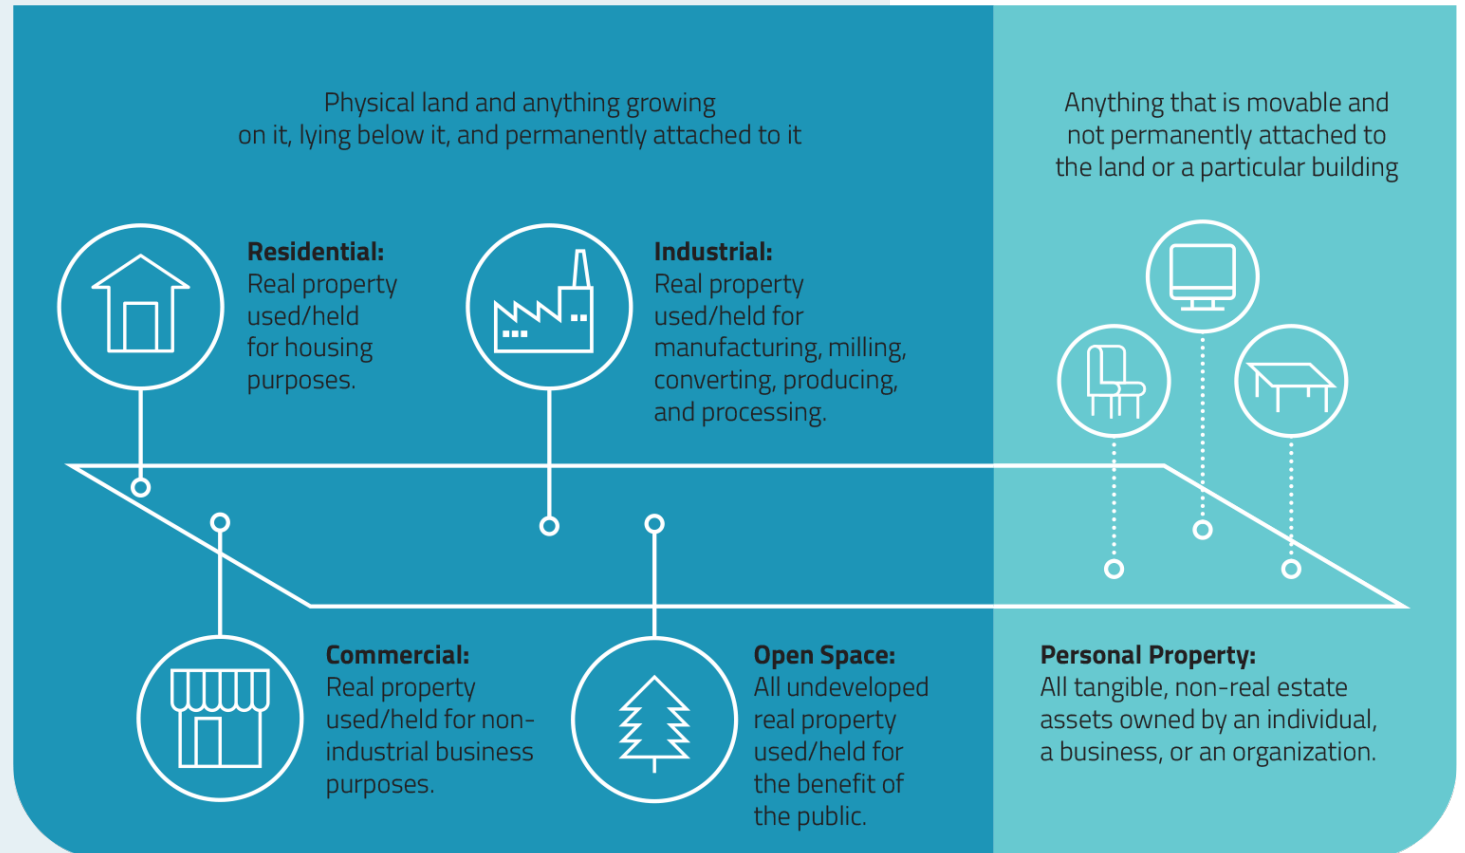 Physical land and anything growing
on it, lying below it, and permanently attached to it
Anything that is movable and
not permanently attached to
the land or a particular building
Residential:
Real property
used/held
for housing
purposes.
Industrial:
Real property
used/held for
manufacturing, milling,
converting, producing,
and processing.
Commercial:
Real property
used/held for non-
industrial business
purposes.
Open Space:
All undeveloped
real property
used/held for
the benefit of
the public.
Personal Property:
All tangible, non-real estate
assets owned by an individual,
a business, or an organization.